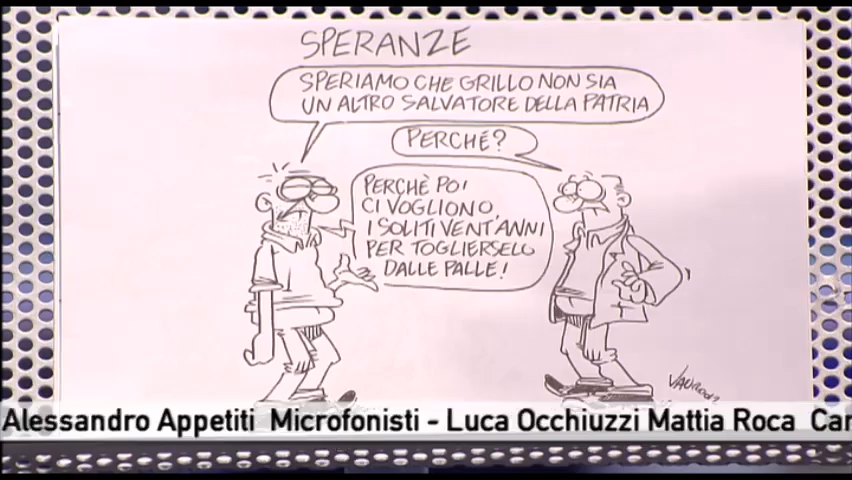 SPERANZE
SPERIAMO CHE GRILLO NON SIA
UN ALTRO SALVATORE DELLA PATRIA
PERCHÉ?
PERCHÈ POI
CI VOGLIONO
I SOLITI VENT'ANNI
PER TOGLIERSELO
DALLE PALLE!
Alessandro Appetiti Microfonisti - Luca Occhiuzzi Mattia Roca Car